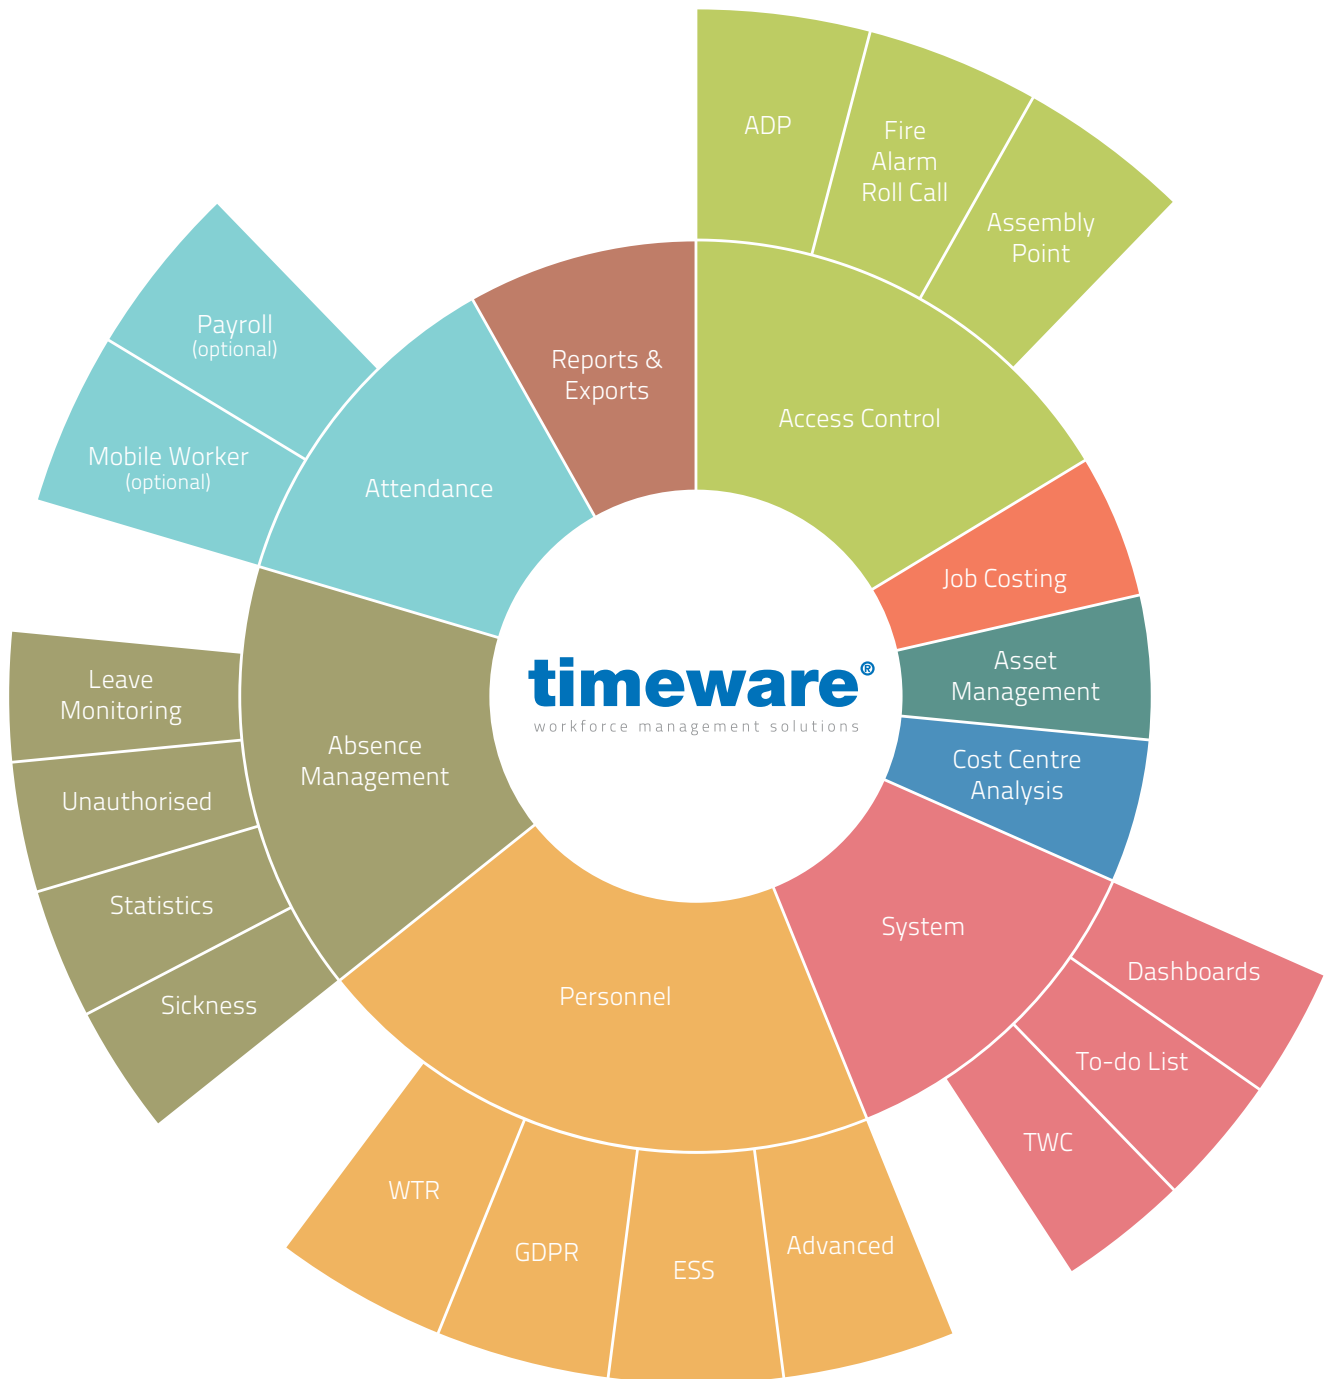 ADP
Fire
Alarm
Roll Call
Assembly
Point
Payroll
(optional)
Mobile Worker
(optional)
Reports &
Exports
Access Control
Attendance
Job Costing
Asset
Management
Cost Centre
Analysis
timeware®
workforce management solutions
Leave
Monitoring
Unauthorised
Statistics
Sickness
Absence
Management
System
Dashboards
To-do List
TWC
Personnel
WTR
GDPR
ESS
Advanced